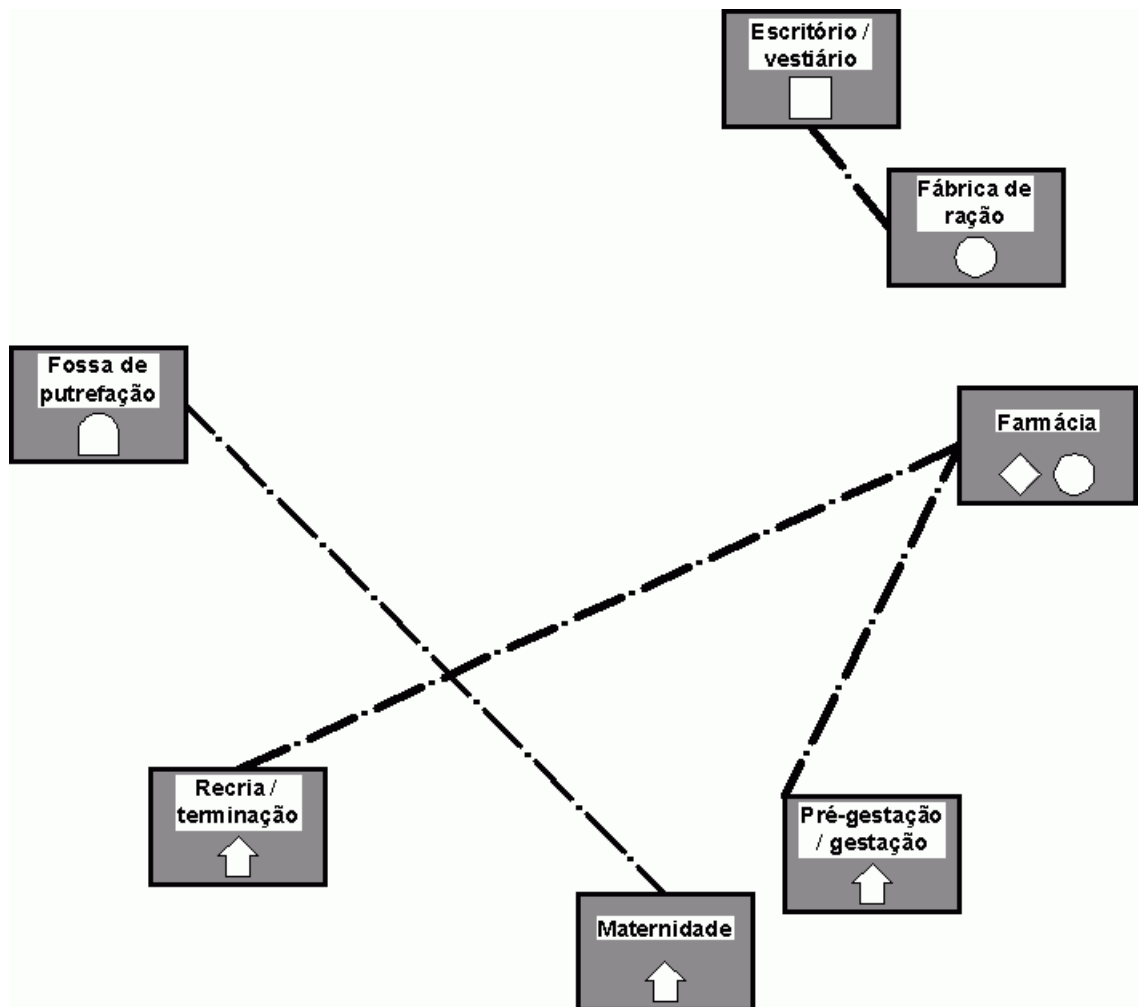 Escritório /
vestiário
Fábrica de
ração
Fossa de
putrefação
Farmácia
Recria /
terminação
Pré-gestação
/ gestação
Maternidade